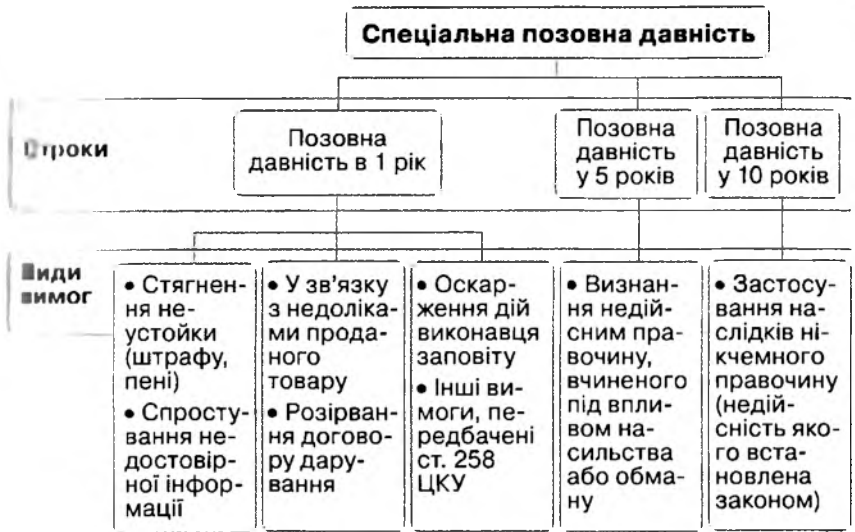 Спеціальна позовна давність
Строки
Позовна
давність в 1 рік
Позовна
давність
у 5 років
Позовна
давність
у 10 років
Види
вимог
• Стягнен-
ня не-
устойки
(штрафу,
пені)
• Спросту-
вання не-
достовір-
ної інфор-
мації
• У зв'язку
з недоліка-
ми прода-
ного
товару
• Розірван-
ня догово-
ру дару-
вання
• Оскар-
ження дій
виконавця
заповіту
• Інші ви-
моги, пе-
редбачені
ст. 258
ЦКУ
• Визнан-
ня недій-
сним пра-
вочину,
вчиненого
під впли-
вом на-
сильства
або обма-
ну
• Застосу-
вання на-
слідків ні-
кчемного
правочину
(недій-
сність яко-
го вста-
новлена
законом)